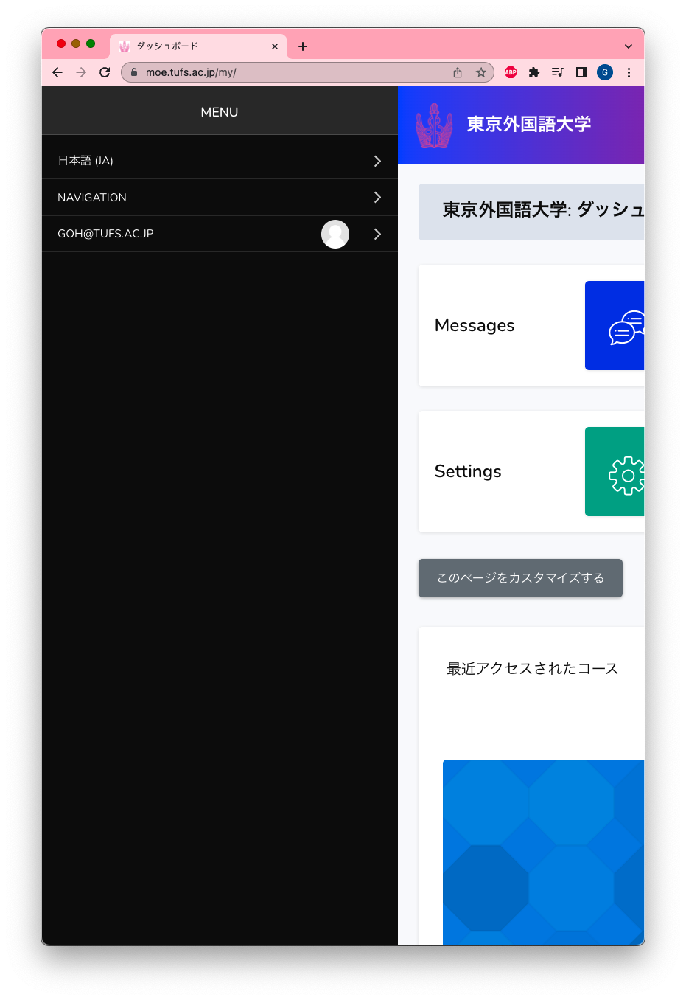 ダッシュボード
moe.tufs.ac.jp/my/
ABP
G
MENU
日本語 (JA)
NAVIGATION
GOH@TUFS.AC.JP
東京外国語大学
東京外国語大学: ダッシュ
Messages
Settings
このページをカスタマイズする
最近アクセスされたコース